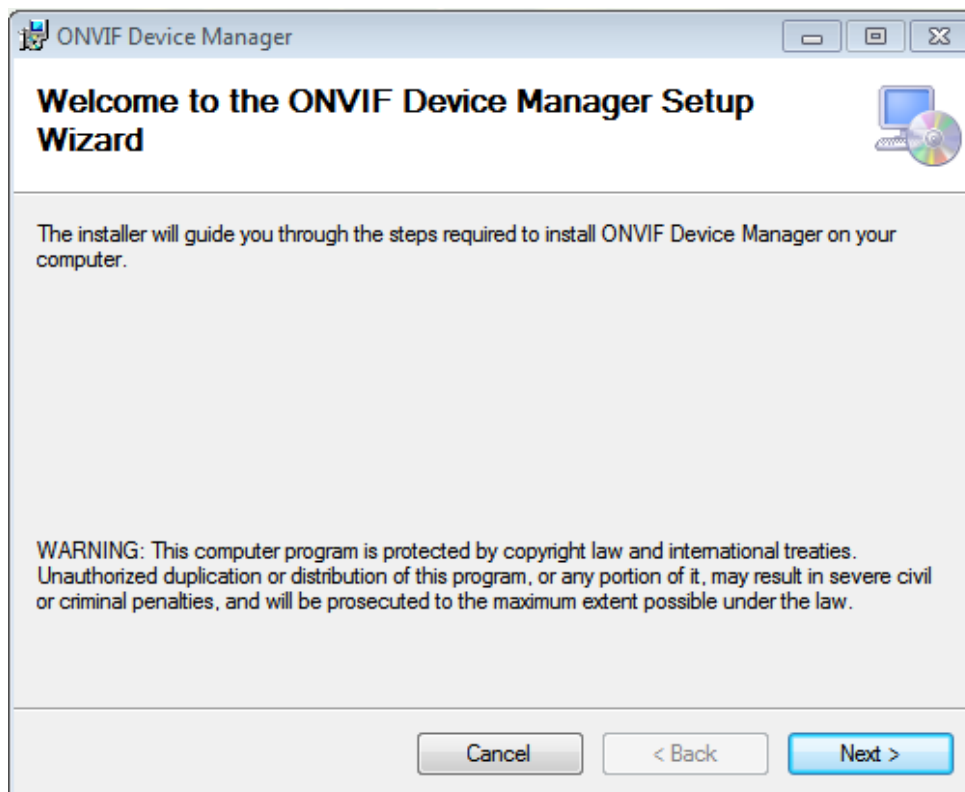 ONVIF Device Manager
Welcome to the ONVIF Device Manager Setup
Wizard
The installer will guide you through the steps required to install ONVIF Device Manager on your
computer.
WARNING: This computer program is protected by copyright law and international treaties.
Unauthorized duplication or distribution of this program, or any portion of it, may result in severe civil
or criminal penalties, and will be prosecuted to the maximum extent possible under the law.
Cancel
< Back
Next >